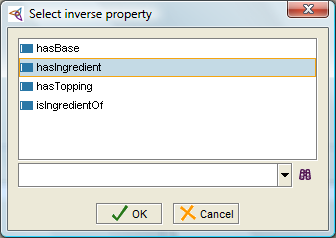 Select inverse property
hasBase
hasIngredient
hasTopping
isIngredientOf
OK
Cancel